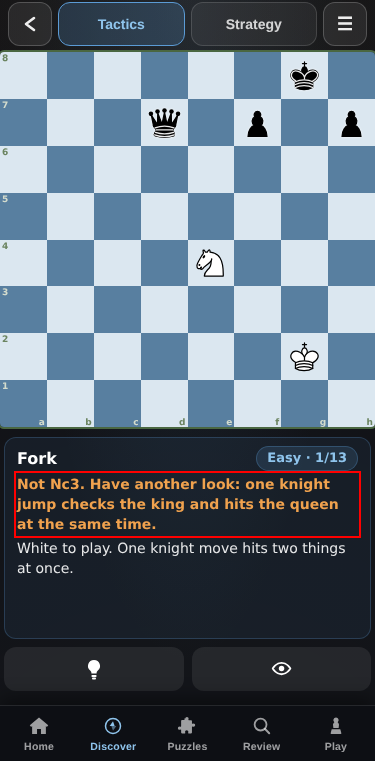 Tactics
Strategy
8
7
6
5
4
3
2
1
a
b
c
d
e
f
g
h
Fork
Easy · 1/13
Not Nc3. Have another look: one knight
jump checks the king and hits the queen
at the same time.
White to play. One knight move hits two things
at once.
Home
Discover
Puzzles
Review
Play